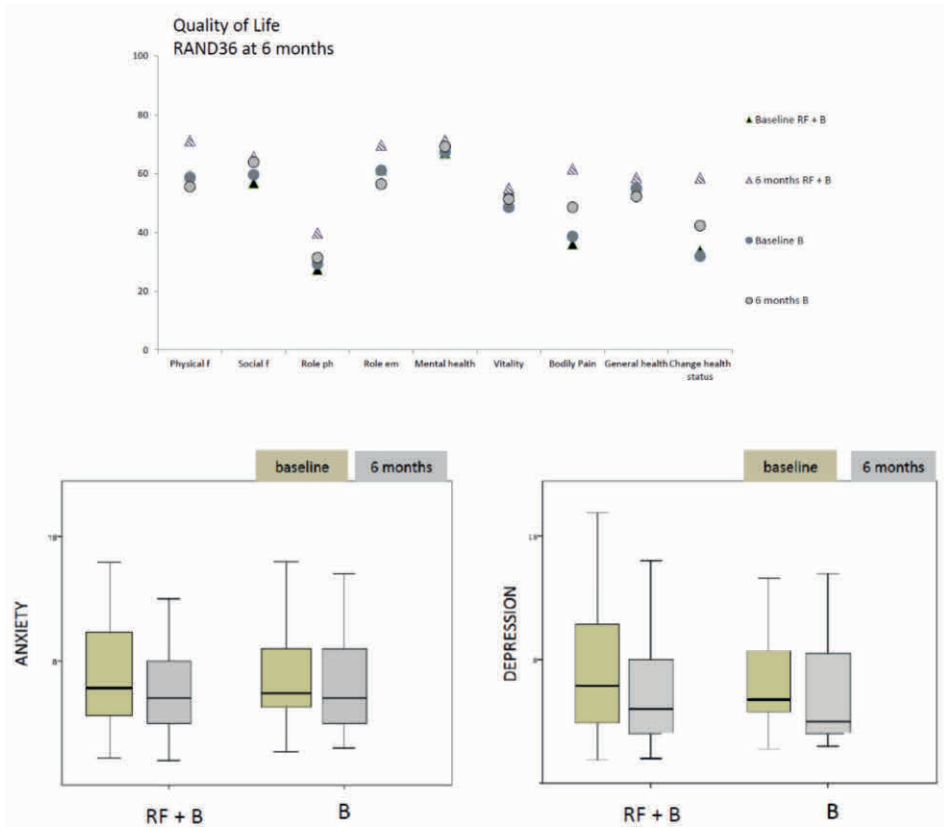 Quality of Life
RAND36 at 6 months
100
80
60
40
20
0
Physical f
Social f
Role ph
Role em
Mental health
Vitality
Bodily Pain
General health
Change health
status
Baseline RF + B
6 months RF + B
Baseline B
6 months B
baseline
6 months
ANXIETY
RF + B
B
baseline
6 months
DEPRESSION
RF + B
B